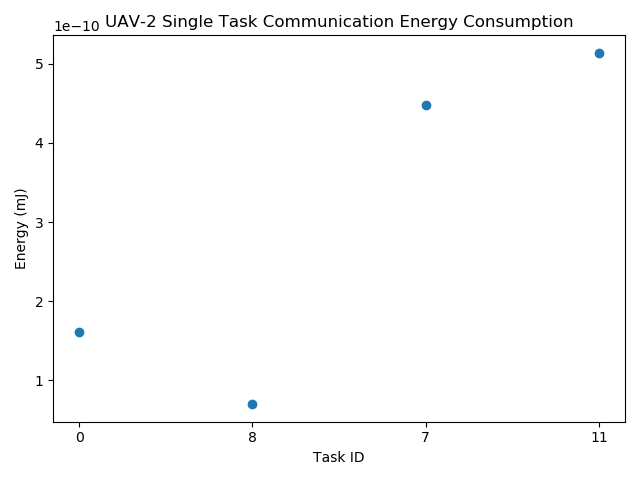 UAV-2 Single Task Communication Energy Consumption
1e−10
5
4
3
2
1
Energy (mJ)
0 8 7 11
Task ID